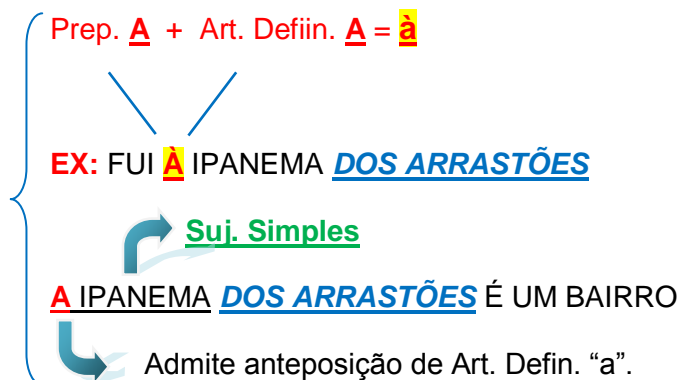 Prep. A + Art. Defiin. A = à
EX: FUI À IPANEMA DOS ARRASTÕES
Suj. Simples
A IPANEMA DOS ARRASTÕES É UM BAIRRO
Admite anteposição de Art. Defin. “a”.